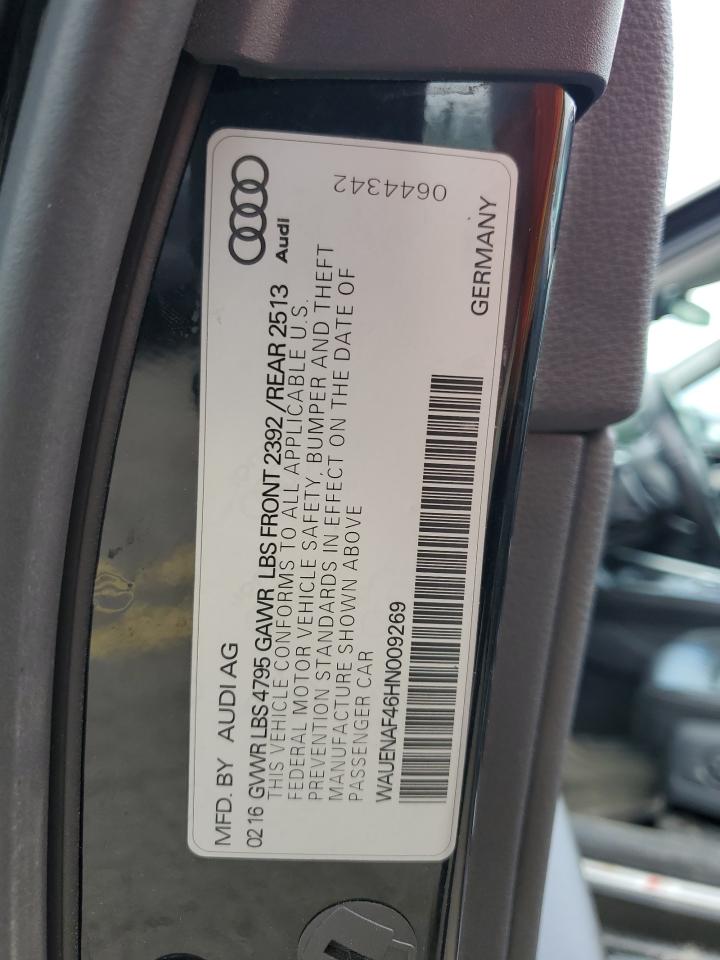 MFD. BY AUDI AG
0216 GVWR LBS 4795 GAWR LBS FRONT 2392 /REAR 2513
THIS VEHICLE CONFORMS TO ALL APPLICABLE U.S.
FEDERAL MOTOR VEHICLE SAFETY, BUMPER AND THEFT
PREVENTION STANDARDS IN EFFECT ON THE DATE OF
MANUFACTURE SHOWN ABOVE
PASSENGER CAR
WAUENAF46HN009269
Audi
0644342
GERMANY